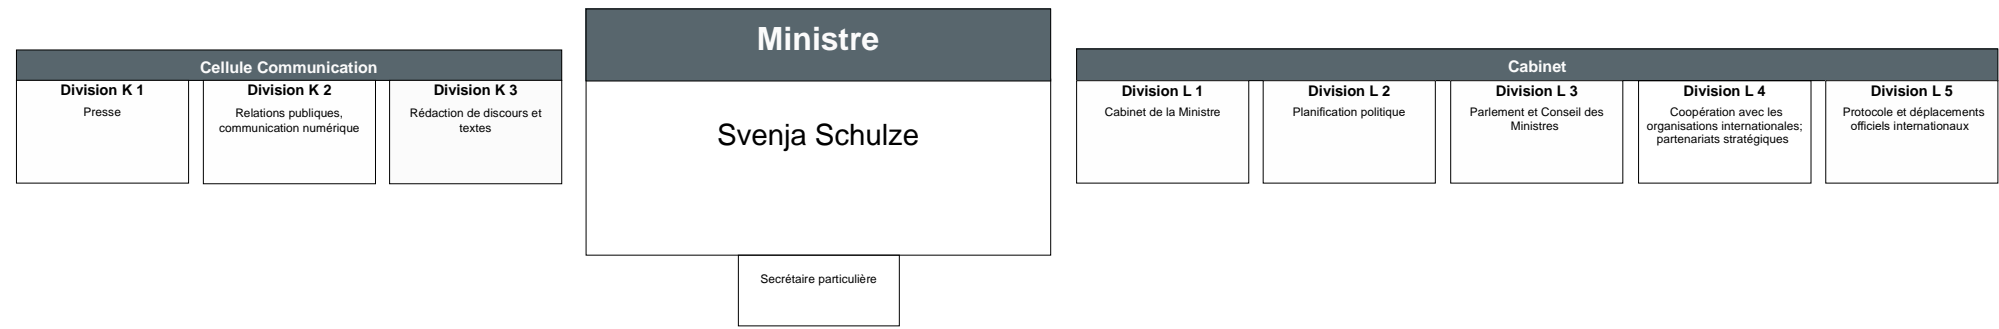 Cellule Communication
Division K 1
Presse
Division K 2
Relations publiques,
communication numérique
Division K 3
Rédaction de discours et
textes
Ministre
Svenja Schulze
Secrétaire particulière
Cabinet
Division L 1
Cabinet de la Ministre
Division L 2
Planification politique
Division L 3
Parlement et Conseil des
Ministres
Division L 4
Coopération avec les
organisations internationales;
partenariats stratégiques
Division L 5
Protocole et déplacements
officiels internationaux